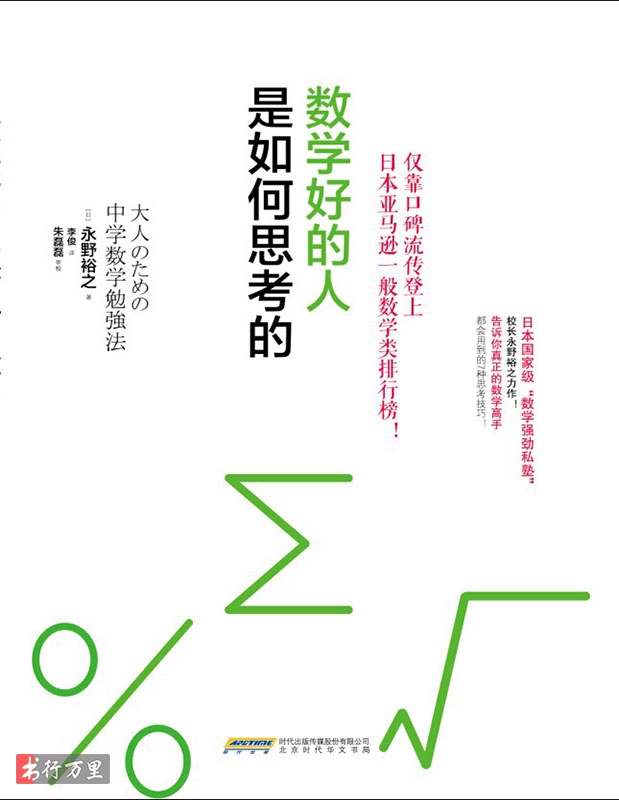 日本国家级“数学强劲私塾”
校长永野裕之力作！
告诉你真正的数学高手
都会用到的7种思考技巧！
仅靠口碑流传登上
日本亚马逊一般数学类排行榜！
数学好的人
是如何思考的
大人のための
中学数学勉強法
［日］永野裕之 著
李俊 译
朱磊磊 审校
%
Σ
√
APGTIME
时代出版
时代出版传媒股份有限公司
北京时代华文书局
书行万里